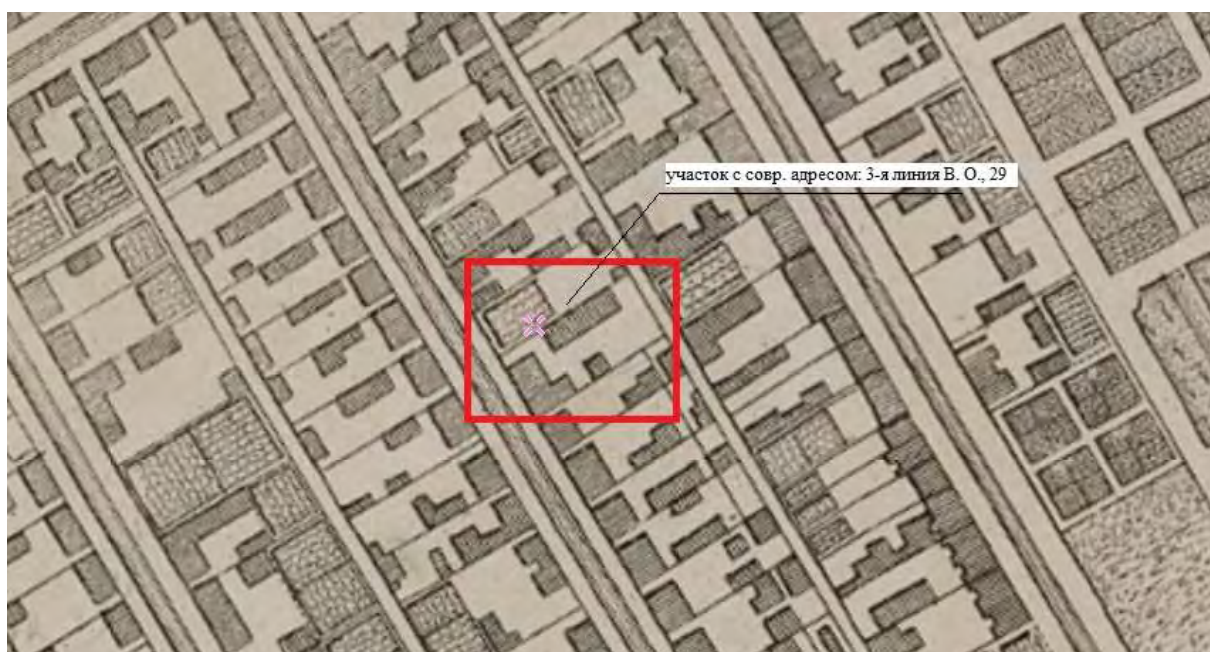 участок с совр. адресом: 3-я линия В. О., 29